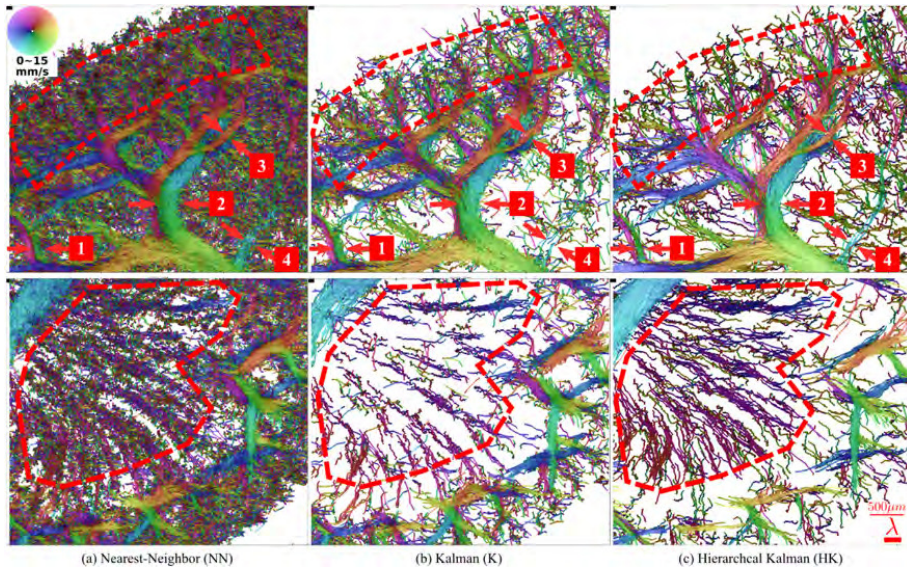 0~15
mm/s
3
2
1
4
3
2
1
4
3
2
1
4
500μm
λ
(a) Nearest-Neighbor (NN)
(b) Kalman (K)
(c) Hierarchcal Kalman (HK)